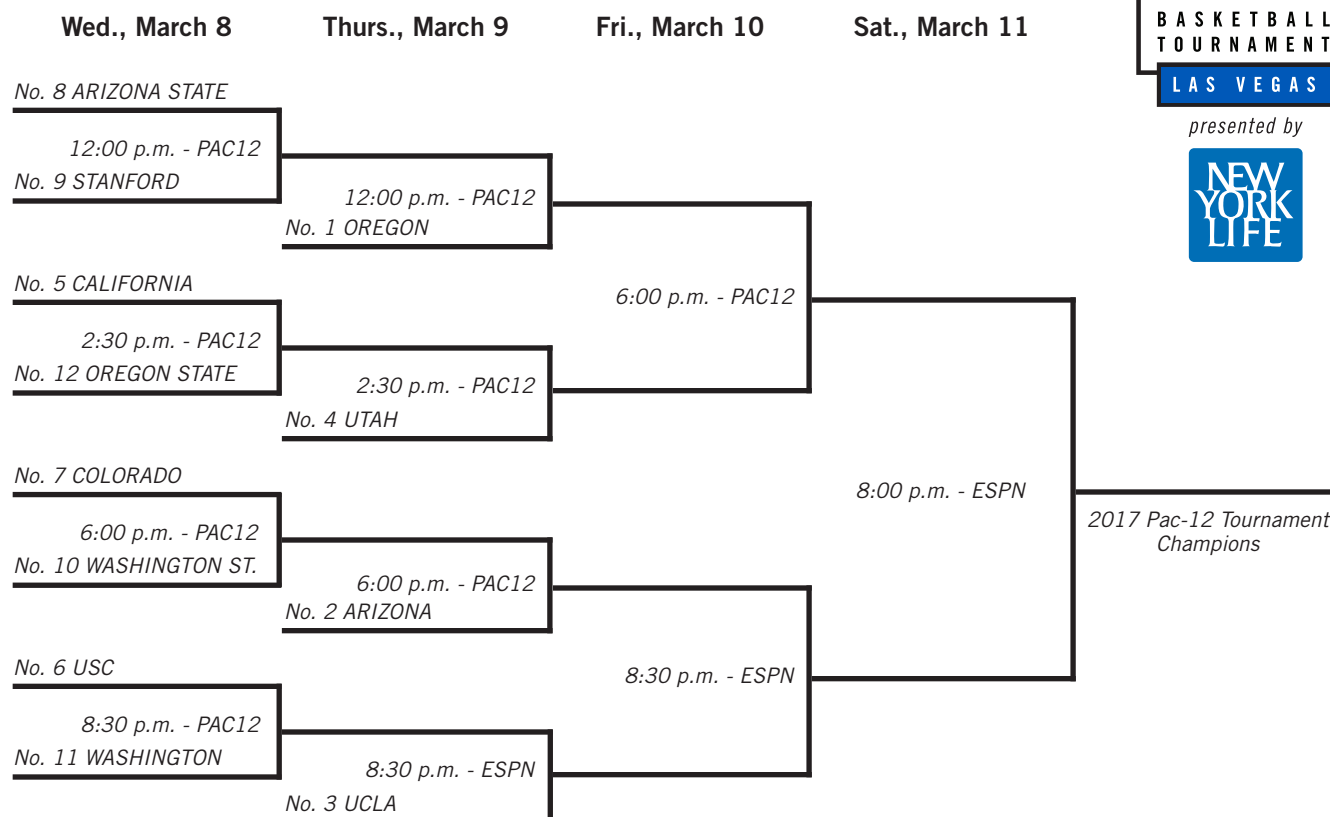 Wed., March 8
Thurs., March 9
Fri., March 10
Sat., March 11
BASKETBALL
TOURNAMENT
LAS VEGAS
presented by
NEW
YORK
LIFE
No. 8 ARIZONA STATE
12:00 p.m. - PAC12
No. 9 STANFORD
12:00 p.m. - PAC12
No. 1 OREGON
No. 5 CALIFORNIA
2:30 p.m. - PAC12
No. 12 OREGON STATE
2:30 p.m. - PAC12
No. 4 UTAH
6:00 p.m. - PAC12
No. 7 COLORADO
6:00 p.m. - PAC12
No. 10 WASHINGTON ST.
6:00 p.m. - PAC12
No. 2 ARIZONA
No. 6 USC
8:30 p.m. - PAC12
No. 11 WASHINGTON
8:30 p.m. - ESPN
No. 3 UCLA
8:30 p.m. - ESPN
8:00 p.m. - ESPN
2017 Pac-12 Tournament
Champions